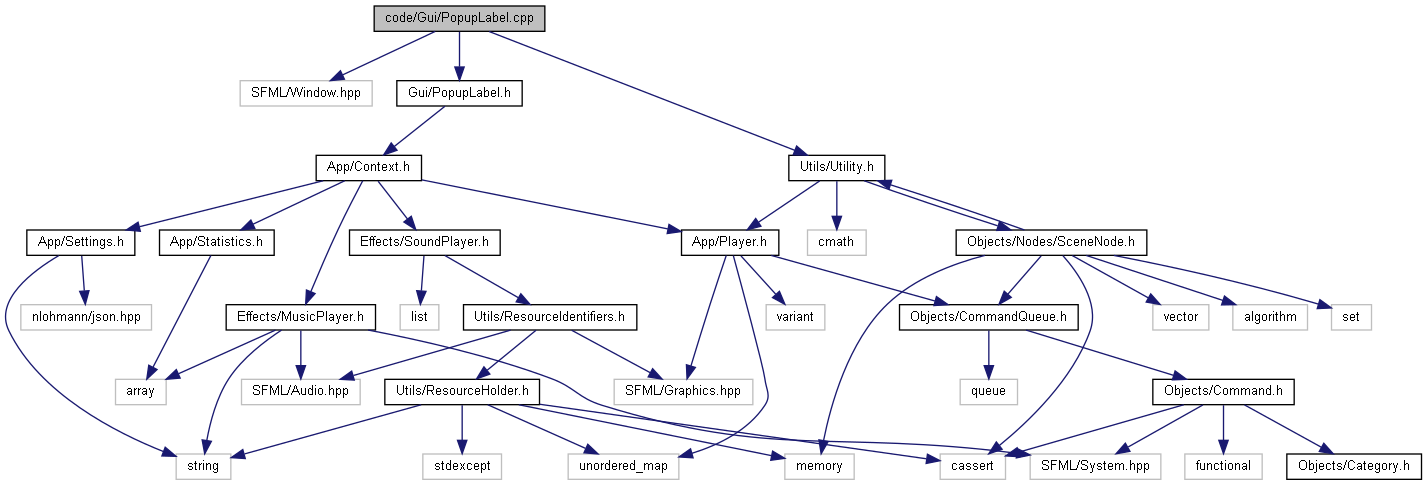 code/Gui/PopupLabel.cpp
SFML/Window.hpp
Gui/PopupLabel.h
App/Context.h
Utils/Utility.h
App/Settings.h
App/Statistics.h
Effects/SoundPlayer.h
App/Player.h
cmath
Objects/Nodes/SceneNode.h
nlohmann/json.hpp
Effects/MusicPlayer.h
list
Utils/ResourceIdentifiers.h
variant
Objects/CommandQueue.h
vector
algorithm
set
array
SFML/Audio.hpp
Utils/ResourceHolder.h
SFML/Graphics.hpp
queue
Objects/Command.h
string
stdexcept
unordered_map
memory
cassert
SFML/System.hpp
functional
Objects/Category.h